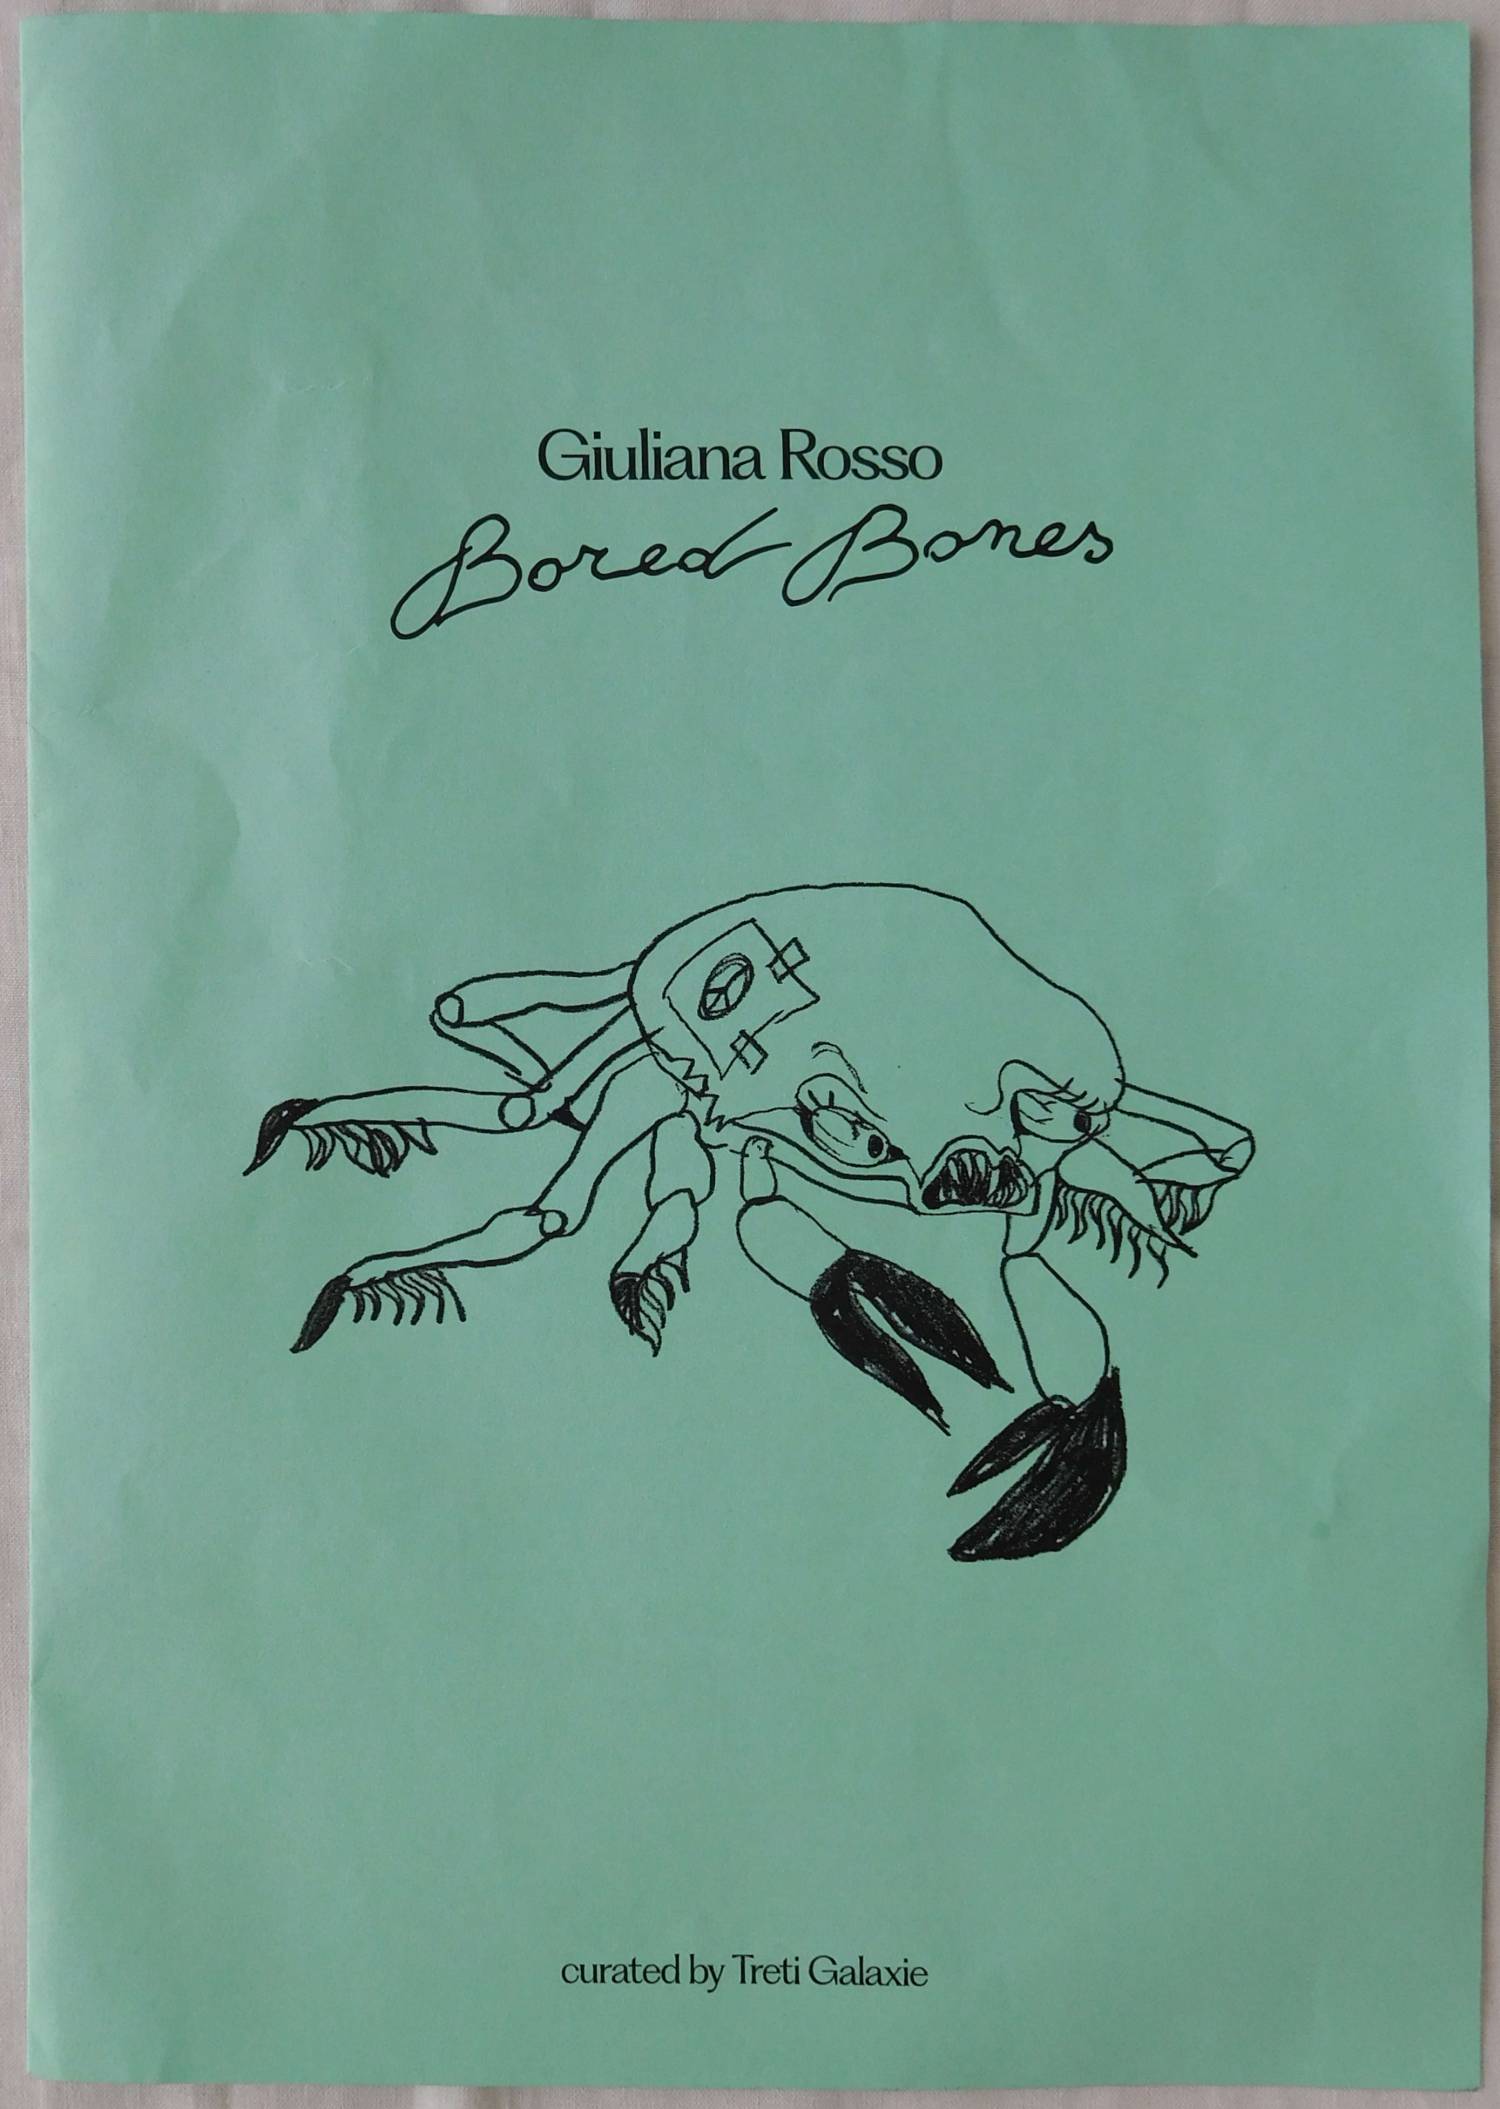 Giuliana Rosso
Bored Bones
curated by Treti Galaxie